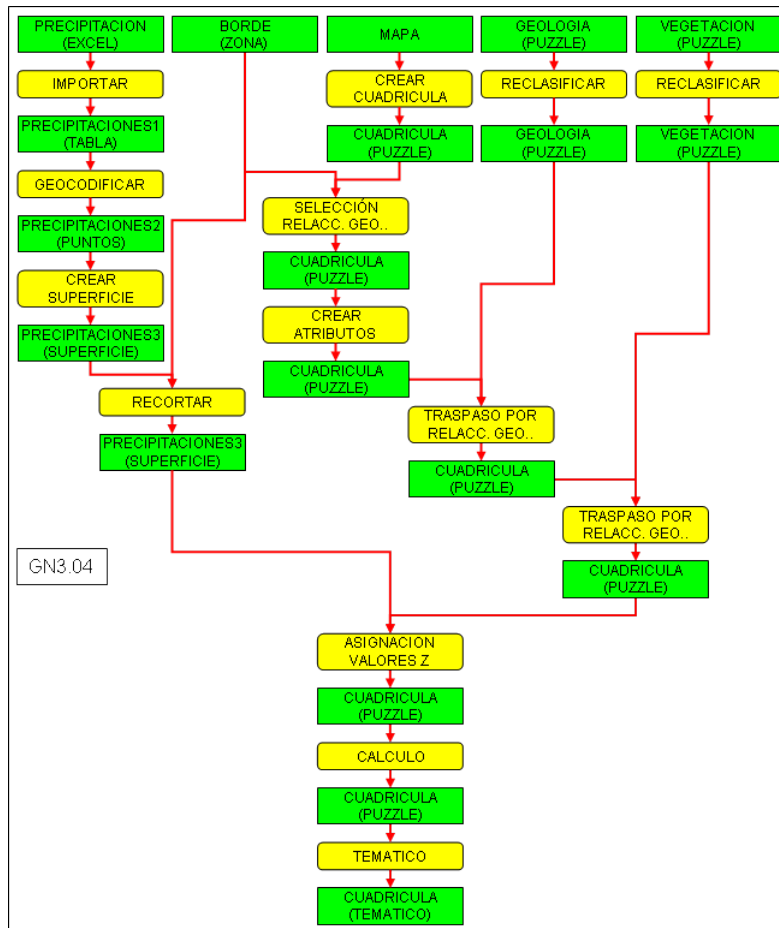 PRECIPITACION
(EXCEL)
BORDE
(ZONA)
MAPA
GEOLOGIA
(PUZZLE)
VEGETACION
(PUZZLE)
IMPORTAR
CREAR
CUADRICULA
RECLASIFICAR
RECLASIFICAR
PRECIPITACIONES1
(TABLA)
CUADRICULA
(PUZZLE)
GEOLOGIA
(PUZZLE)
VEGETACION
(PUZZLE)
GEOCODIFICAR
SELECCIÓN
RELACC. GEO..
PRECIPITACIONES2
(PUNTOS)
CUADRICULA
(PUZZLE)
CREAR
SUPERFICIE
CREAR
ATRIBUTOS
PRECIPITACIONES3
(SUPERFICIE)
CUADRICULA
(PUZZLE)
RECORTAR
TRASPASO POR
RELACC. GEO..
PRECIPITACIONES3
(SUPERFICIE)
CUADRICULA
(PUZZLE)
TRASPASO POR
RELACC. GEO..
GN3.04
CUADRICULA
(PUZZLE)
ASIGNACION
VALORES Z
CUADRICULA
(PUZZLE)
CALCULO
CUADRICULA
(PUZZLE)
TEMATICO
CUADRICULA
(TEMATICO)